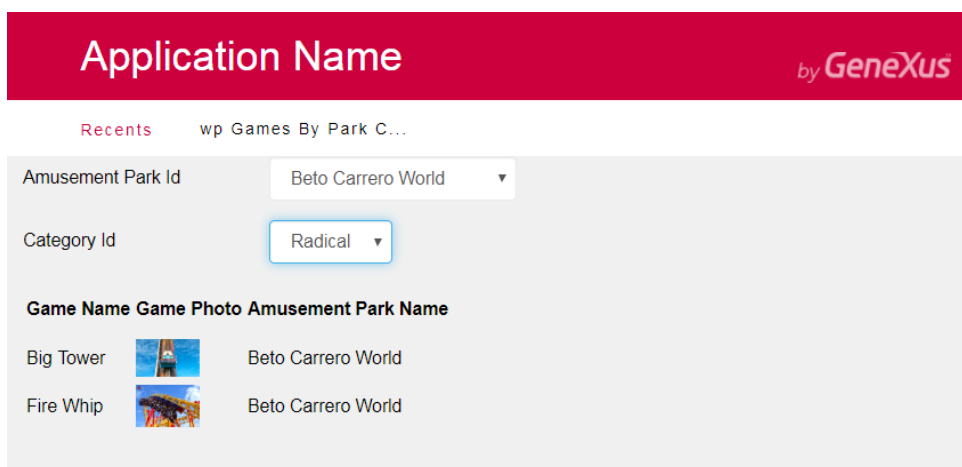 Application Name
by GeneXus
Recents wp Games By Park C...
Amusement Park Id Beto Carrero World
Category Id Radical
Game Name Game Photo Amusement Park Name
Big Tower Beto Carrero World
Fire Whip Beto Carrero World